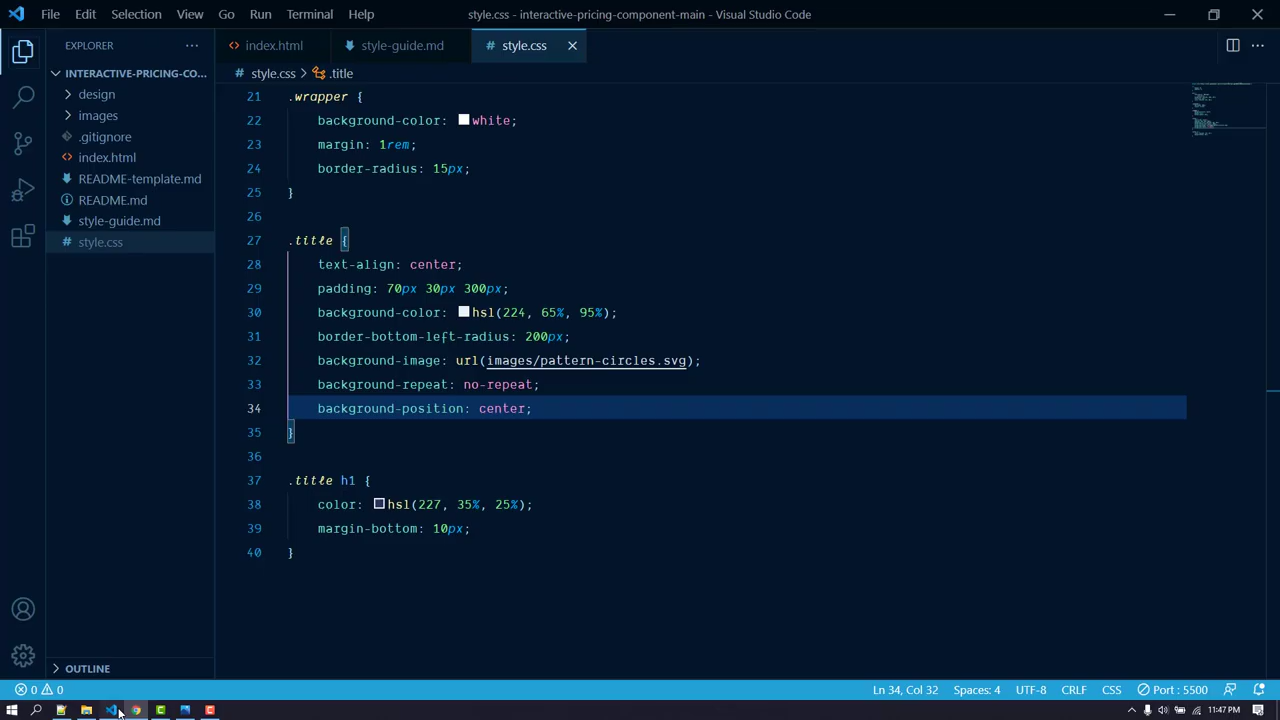 File Edit Selection View Go Run Terminal Help
style.css - interactive-pricing-component-main - Visual Studio Code
EXPLORER
index.html
style-guide.md
style.css
INTERACTIVE-PRICING-CO...
style.css > .title
design
images
.gitignore
index.html
README-template.md
README.md
style-guide.md
style.css
21 .wrapper {
22 background-color: white;
23 margin: 1rem;
24 border-radius: 15px;
25 }
26
27 .title {
28 text-align: center;
29 padding: 70px 30px 300px;
30 background-color: hsl(224, 65%, 95%);
31 border-bottom-left-radius: 200px;
32 background-image: url(images/pattern-circles.svg);
33 background-repeat: no-repeat;
34 background-position: center;
35 }
36
37 .title h1 {
38 color: hsl(227, 35%, 25%);
39 margin-bottom: 10px;
40 }
OUTLINE
0 0
Ln 34, Col 32 Spaces: 4 UTF-8 CRLF CSS Port : 5500
11:47 PM